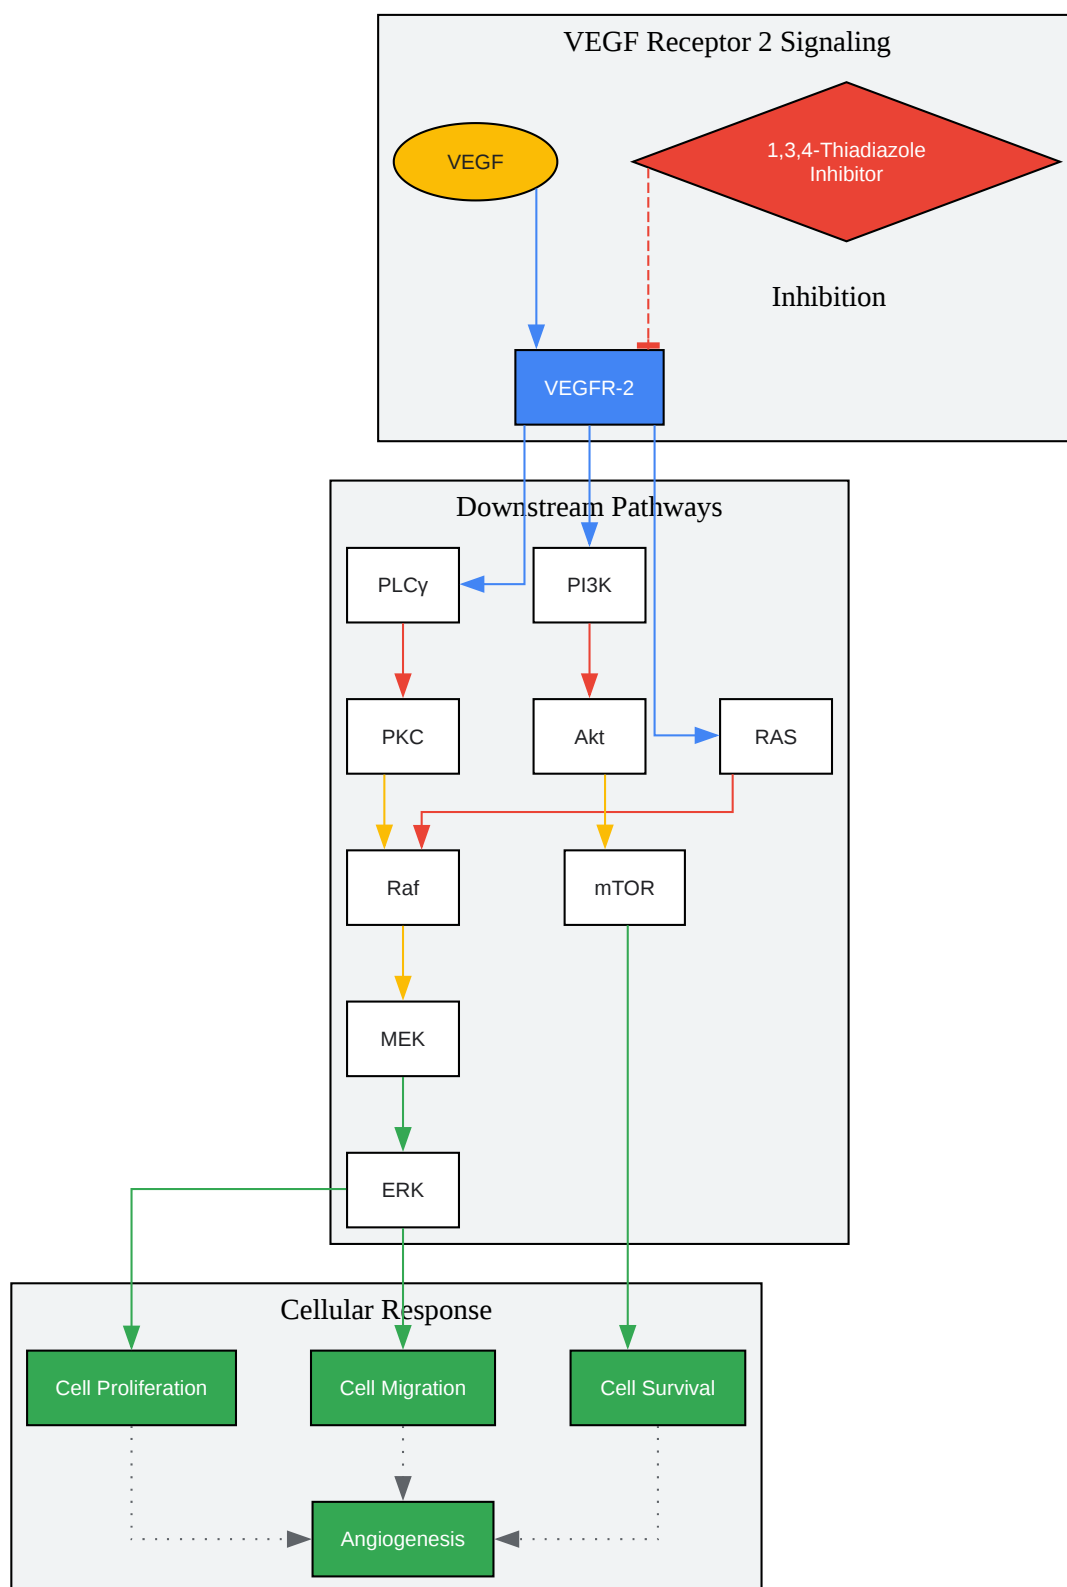 VEGF Receptor 2 Signaling
VEGF
1,3,4-Thiadiazole
Inhibitor
Inhibition
VEGFR-2
Downstream Pathways
PLCγ
PI3K
PKC
Akt
RAS
Raf
mTOR
MEK
ERK
Cellular Response
Cell Proliferation
Cell Migration
Cell Survival
Angiogenesis